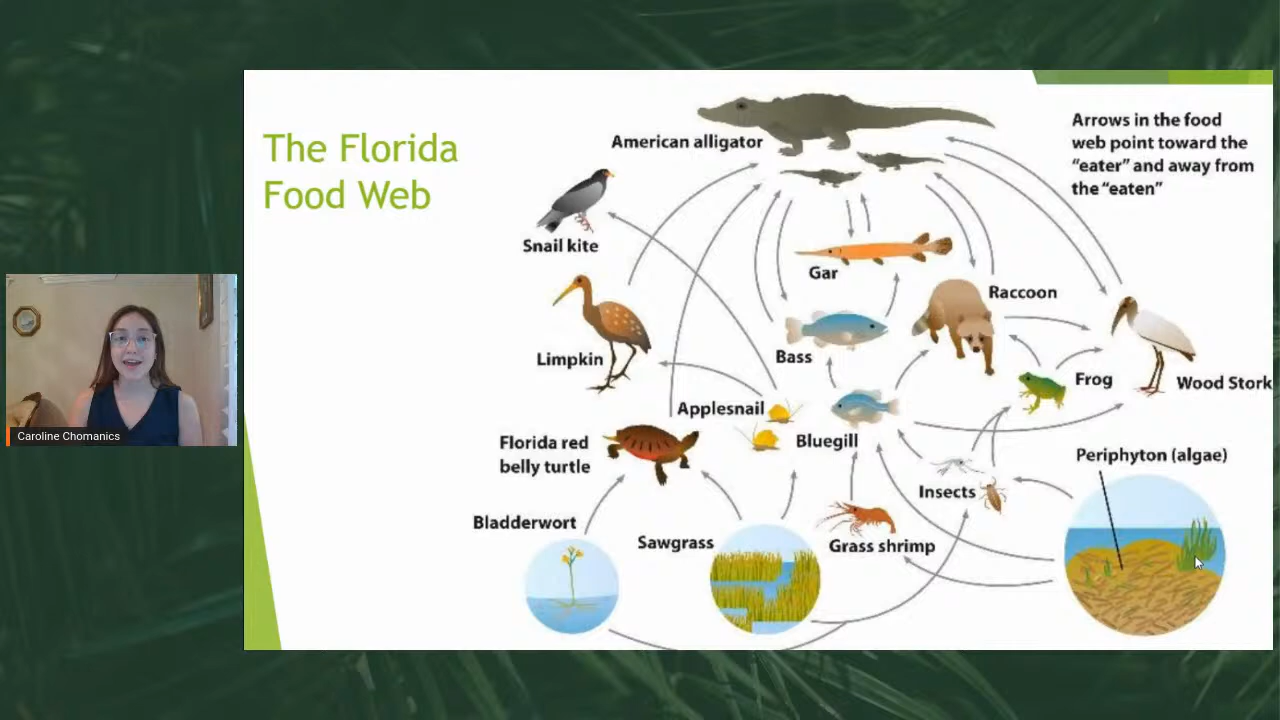 The Florida
Food Web
American alligator
Arrows in the food
web point toward the
"eater" and away from
the "eaten"
Snail kite
Gar
Raccoon
Limpkin
Bass
Frog
Wood Stork
Applesnail
Florida red
belly turtle
Bluegill
Periphyton (algae)
Insects
Bladderwort
Sawgrass
Grass shrimp
Caroline Chomanics